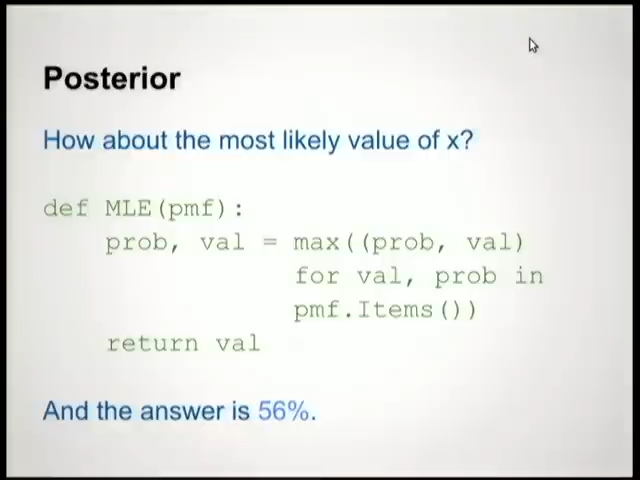 Posterior
How about the most likely value of x?
def MLE(pmf):
prob, val = max((prob, val)
for val, prob in
pmf.Items())
return val
And the answer is 56%.